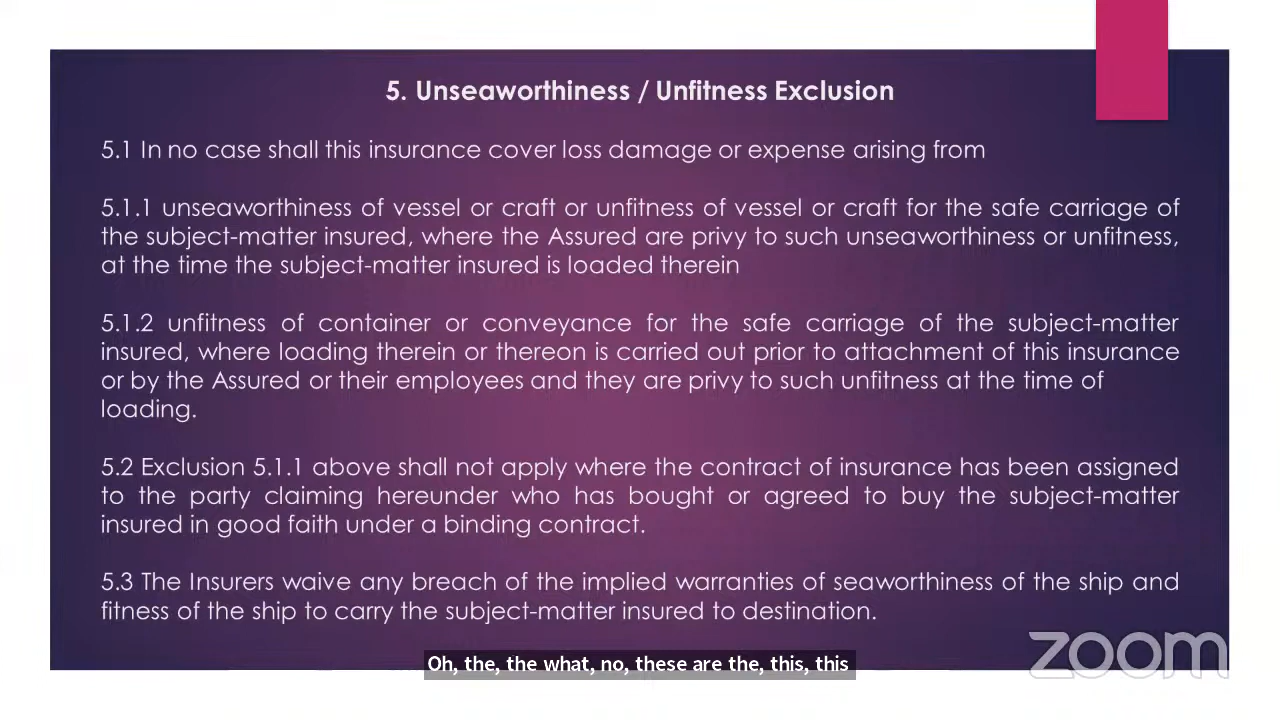 5. Unseaworthiness / Unfitness Exclusion
5.1 In no case shall this insurance cover loss damage or expense arising from
5.1.1 unseaworthiness of vessel or craft or unfitness of vessel or craft for the safe carriage of
the subject-matter insured, where the Assured are privy to such unseaworthiness or unfitness,
at the time the subject-matter insured is loaded therein
5.1.2 unfitness of container or conveyance for the safe carriage of the subject-matter
insured, where loading therein or thereon is carried out prior to attachment of this insurance
or by the Assured or their employees and they are privy to such unfitness at the time of
loading.
5.2 Exclusion 5.1.1 above shall not apply where the contract of insurance has been assigned
to the party claiming hereunder who has bought or agreed to buy the subject-matter
insured in good faith under a binding contract.
5.3 The Insurers waive any breach of the implied warranties of seaworthiness of the ship and
fitness of the ship to carry the subject-matter insured to destination.
zoom
Oh, the, the what, no, these are the, this, this